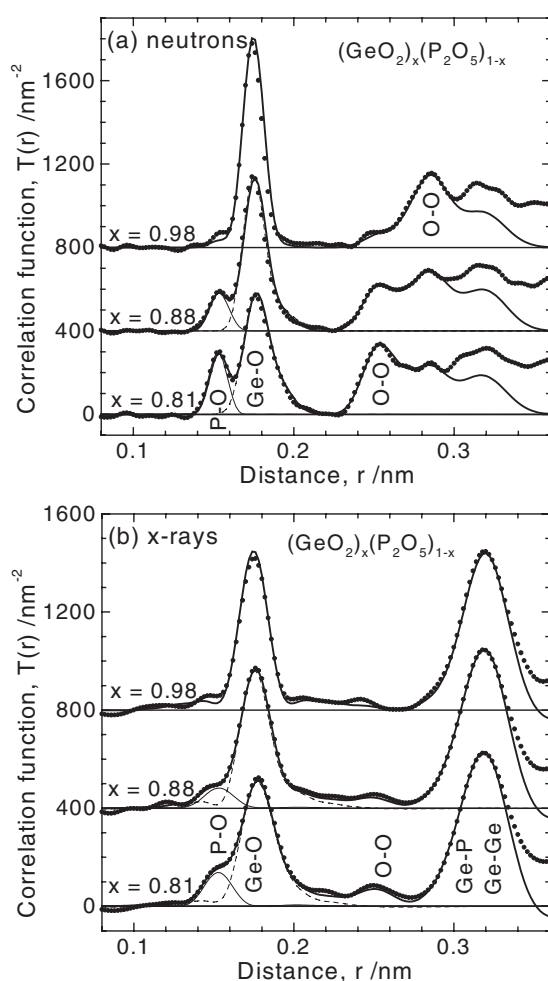 (a) neutrons
(GeO2)x(P2O5)1-x
Correlation function, T(r) /nm-2
1600
1200
800
400
0
x = 0.98
x = 0.88
x = 0.81
P-O
Ge-O
O-O
O-O
0.1 0.2 0.3
Distance, r /nm
(b) x-rays
(GeO2)x(P2O5)1-x
Correlation function, T(r) /nm-2
1600
1200
800
400
0
x = 0.98
x = 0.88
x = 0.81
P-O
Ge-O
O-O
Ge-P
Ge-Ge
0.1 0.2 0.3
Distance, r /nm